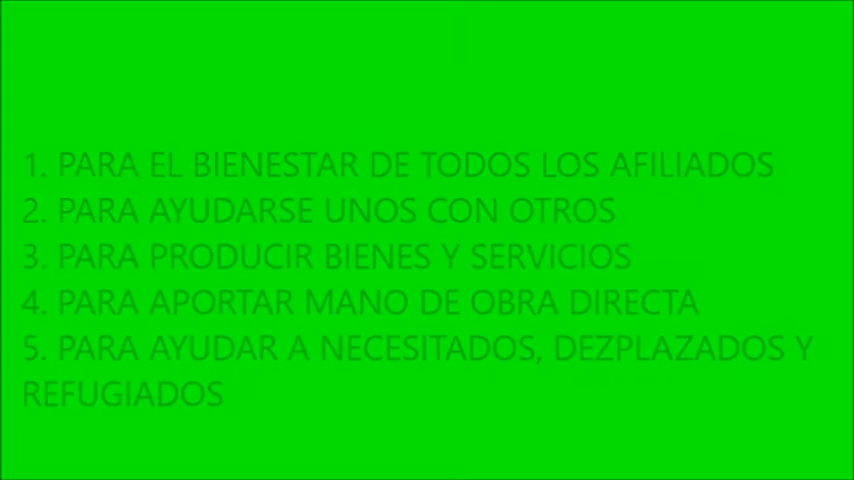 1. PARA EL BIENESTAR DE TODOS LOS AFILIADOS
2. PARA AYUDARSE UNOS CON OTROS
3. PARA PRODUCIR BIENES Y SERVICIOS
4. PARA APORTAR MANO DE OBRA DIRECTA
5. PARA AYUDAR A NECESITADOS, DEZPLAZADOS Y
REFUGIADOS